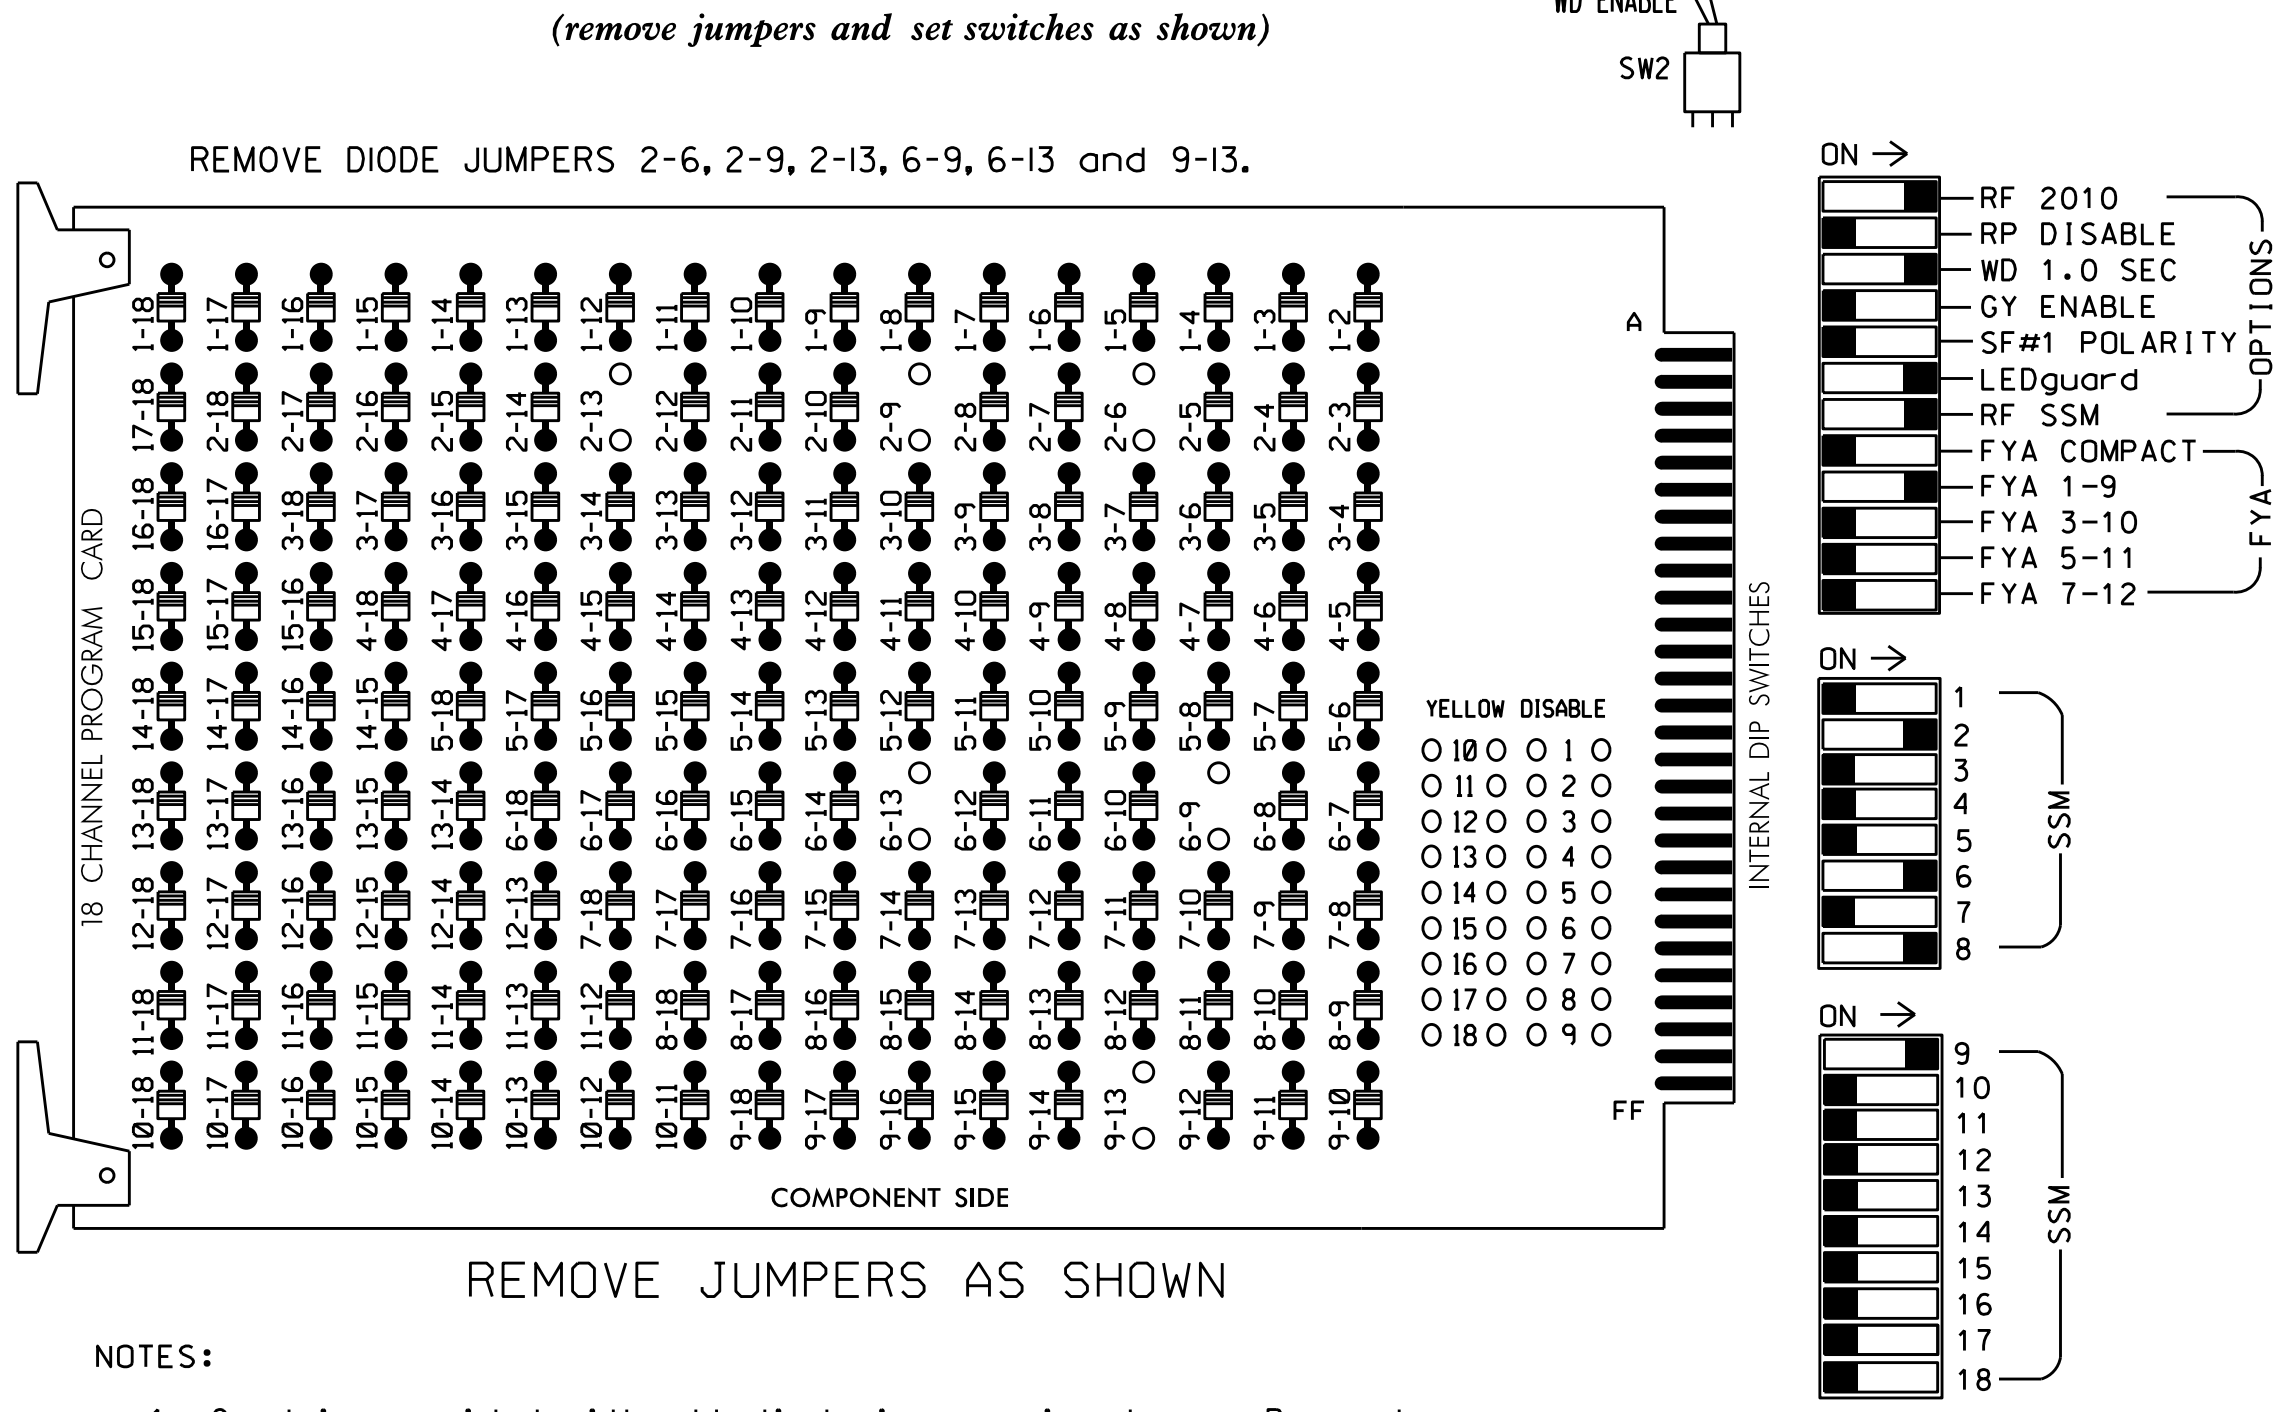 (remove jumpers and set switches as shown)
WD ENABLE
SW2
REMOVE DIODE JUMPERS 2-6, 2-9, 2-13, 6-9, 6-13 and 9-13.
18 CHANNEL PROGRAM CARD
1-18 1-17 1-16 1-15 1-14 1-13 1-12 1-11 1-10 1-9 1-8 1-7 1-6 1-5 1-4 1-3 1-2
17-18 2-18 2-17 2-16 2-15 2-14 2-13 2-12 2-11 2-10 2-9 2-8 2-7 2-6 2-5 2-4 2-3
16-18 16-17 3-18 3-17 3-16 3-15 3-14 3-13 3-12 3-11 3-10 3-9 3-8 3-7 3-6 3-5 3-4
15-18 15-17 15-16 4-18 4-17 4-16 4-15 4-14 4-13 4-12 4-11 4-10 4-9 4-8 4-7 4-6 4-5
14-18 14-17 14-16 14-15 5-18 5-17 5-16 5-15 5-14 5-13 5-12 5-11 5-10 5-9 5-8 5-7 5-6
13-18 13-17 13-16 13-15 13-14 6-18 6-17 6-16 6-15 6-14 6-13 6-12 6-11 6-10 6-9 6-8 6-7
12-18 12-17 12-16 12-15 12-14 12-13 7-18 7-17 7-16 7-15 7-14 7-13 7-12 7-11 7-10 7-9 7-8
11-18 11-17 11-16 11-15 11-14 11-13 11-12 8-18 8-17 8-16 8-15 8-14 8-13 8-12 8-11 8-10 8-9
10-18 10-17 10-16 10-15 10-14 10-13 10-12 10-11 9-18 9-17 9-16 9-15 9-14 9-13 9-12 9-11 9-10
YELLOW DISABLE
10 1
11 2
12 3
13 4
14 5
15 6
16 7
17 8
18 9
A
FF
COMPONENT SIDE
INTERNAL DIP SWITCHES
ON
RF 2010
RP DISABLE
WD 1.0 SEC
GY ENABLE
SF#1 POLARITY
LEDguard
RF SSM
OPTIONS
FYA COMPACT
FYA 1-9
FYA 3-10
FYA 5-11
FYA 7-12
FYA
ON
1
2
3
4
5
6
7
8
SSM
ON
9
10
11
12
13
14
15
16
17
18
SSM
REMOVE JUMPERS AS SHOWN
NOTES: